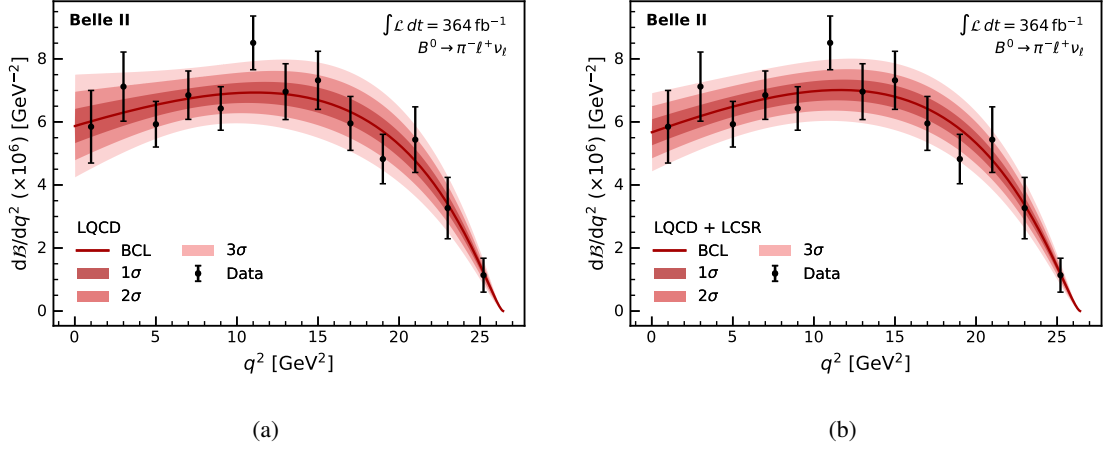 Belle II
∫ℒ dt = 364 fb⁻¹
B⁰ → π⁻ℓ⁺νℓ
dℬ/dq² (×10⁶) [GeV⁻²]
8
6
4
2
0
LQCD
BCL
1σ
2σ
3σ
Data
0 5 10 15 20 25
q² [GeV²]
(a)
Belle II
∫ℒ dt = 364 fb⁻¹
B⁰ → π⁻ℓ⁺νℓ
dℬ/dq² (×10⁶) [GeV⁻²]
8
6
4
2
0
LQCD + LCSR
BCL
1σ
2σ
3σ
Data
0 5 10 15 20 25
q² [GeV²]
(b)